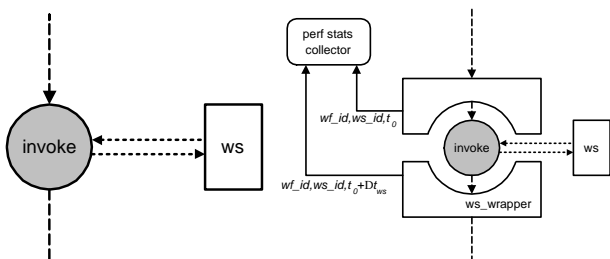 invoke
ws
perf stats
collector
wf_id,ws_id,t0
invoke
ws
wf_id,ws_id,t0+Dtws
ws_wrapper